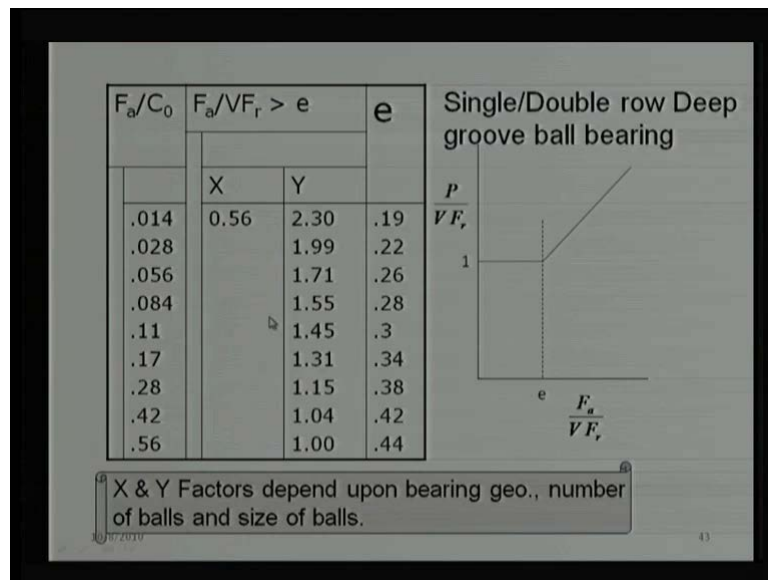 Fa/C0 Fa/VFr > e e
X Y
.014 0.56 2.30 .19
.028 1.99 .22
.056 1.71 .26
.084 1.55 .28
.11 1.45 .3
.17 1.31 .34
.28 1.15 .38
.42 1.04 .42
.56 1.00 .44
Single/Double row Deep
groove ball bearing
P
V Fr
1
e
Fa
V Fr
X & Y Factors depend upon bearing geo., number
of balls and size of balls.
43